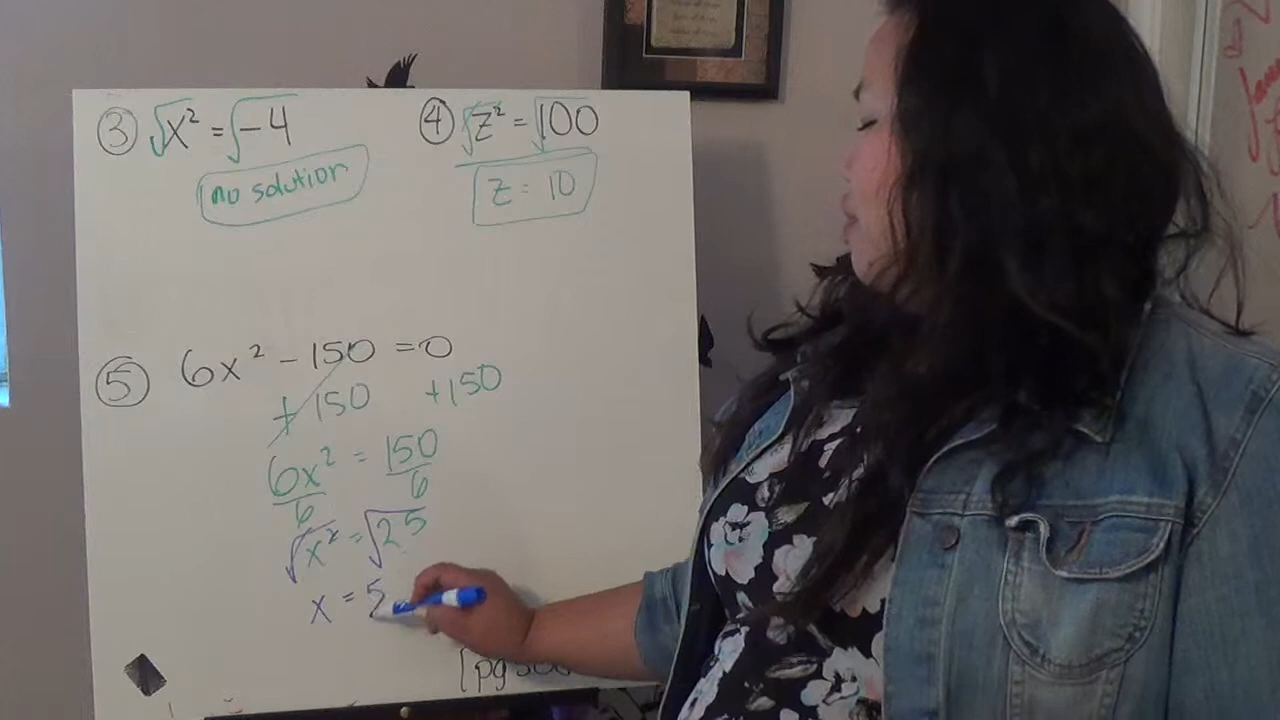 ③ √x² = √-4
no solution
④ √z² = √100
z = 10
⑤ 6x² - 150 = 0
+ 150 +150
6x² = 150
6 6
√x² = √25
x = 5
[pg